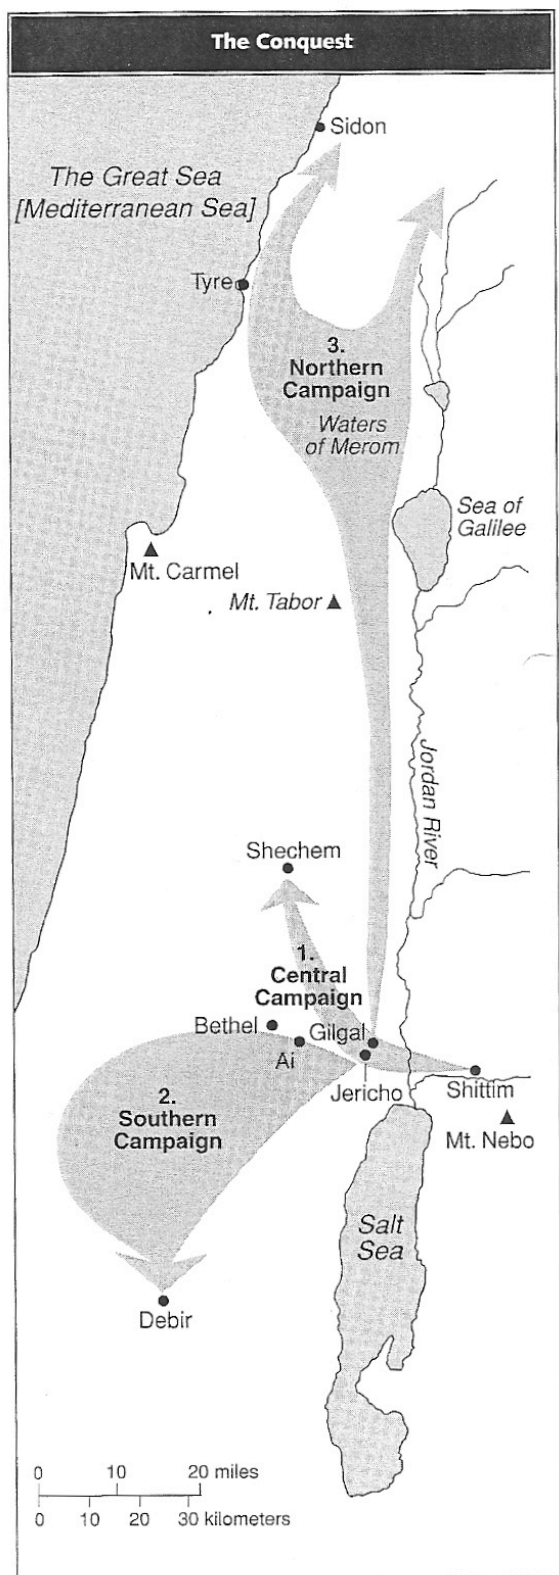 The Conquest
Sidon
The Great Sea
[Mediterranean Sea]
Tyre
3.
Northern
Campaign
Waters
of Merom
Sea of
Galilee
Mt. Carmel
Mt. Tabor
Jordan River
Shechem
1.
Central
Campaign
Bethel
Gilgal
Ai
Jericho
Shittim
2.
Southern
Campaign
Mt. Nebo
Salt
Sea
Debir
0 10 20 miles
0 10 20 30 kilometers